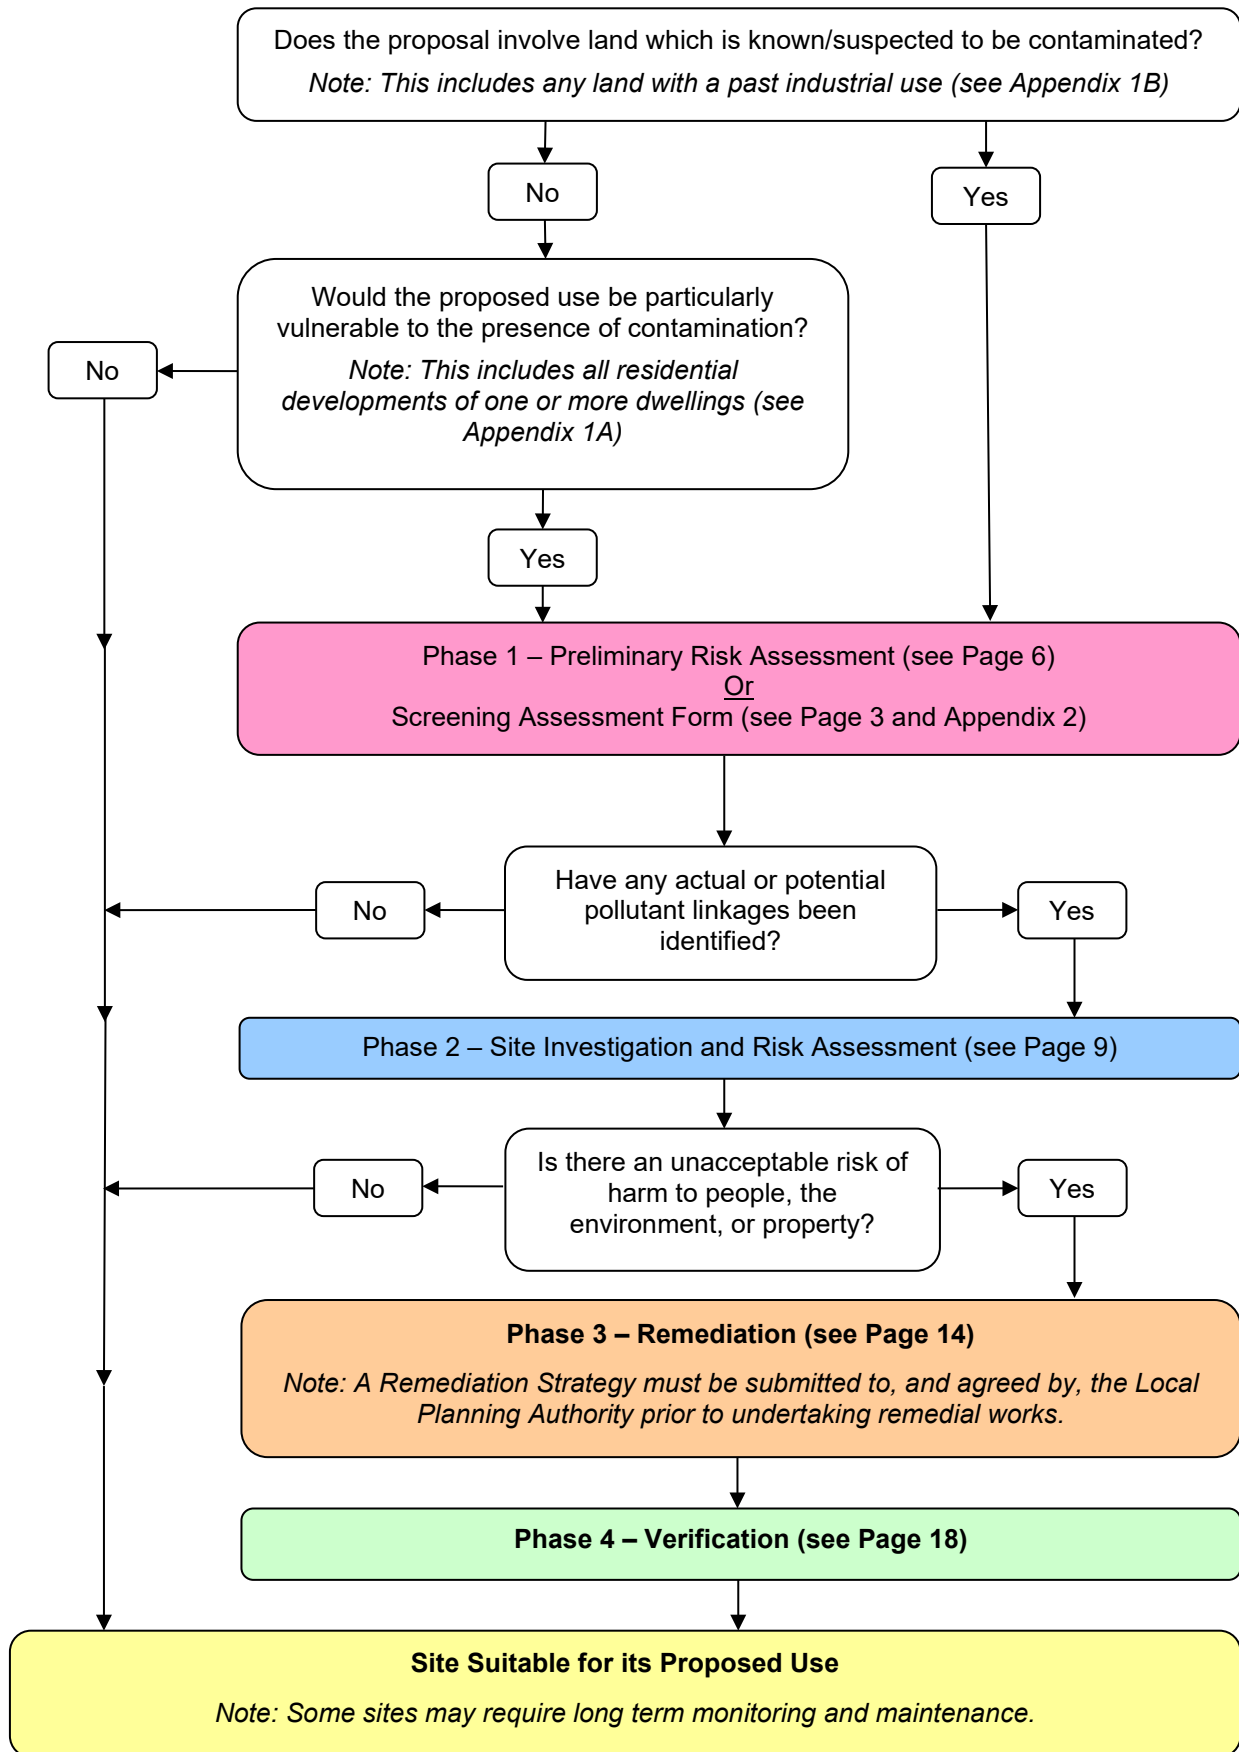 Does the proposal involve land which is known/suspected to be contaminated?
Note: This includes any land with a past industrial use (see Appendix 1B)
No
Yes
Would the proposed use be particularly
vulnerable to the presence of contamination?
Note: This includes all residential
developments of one or more dwellings (see
Appendix 1A)
No
Yes
Phase 1 – Preliminary Risk Assessment (see Page 6)
Or
Screening Assessment Form (see Page 3 and Appendix 2)
Have any actual or potential
pollutant linkages been
identified?
No
Yes
Phase 2 – Site Investigation and Risk Assessment (see Page 9)
Is there an unacceptable risk of
harm to people, the
environment, or property?
No
Yes
Phase 3 – Remediation (see Page 14)
Note: A Remediation Strategy must be submitted to, and agreed by, the Local
Planning Authority prior to undertaking remedial works.
Phase 4 – Verification (see Page 18)
Site Suitable for its Proposed Use
Note: Some sites may require long term monitoring and maintenance.